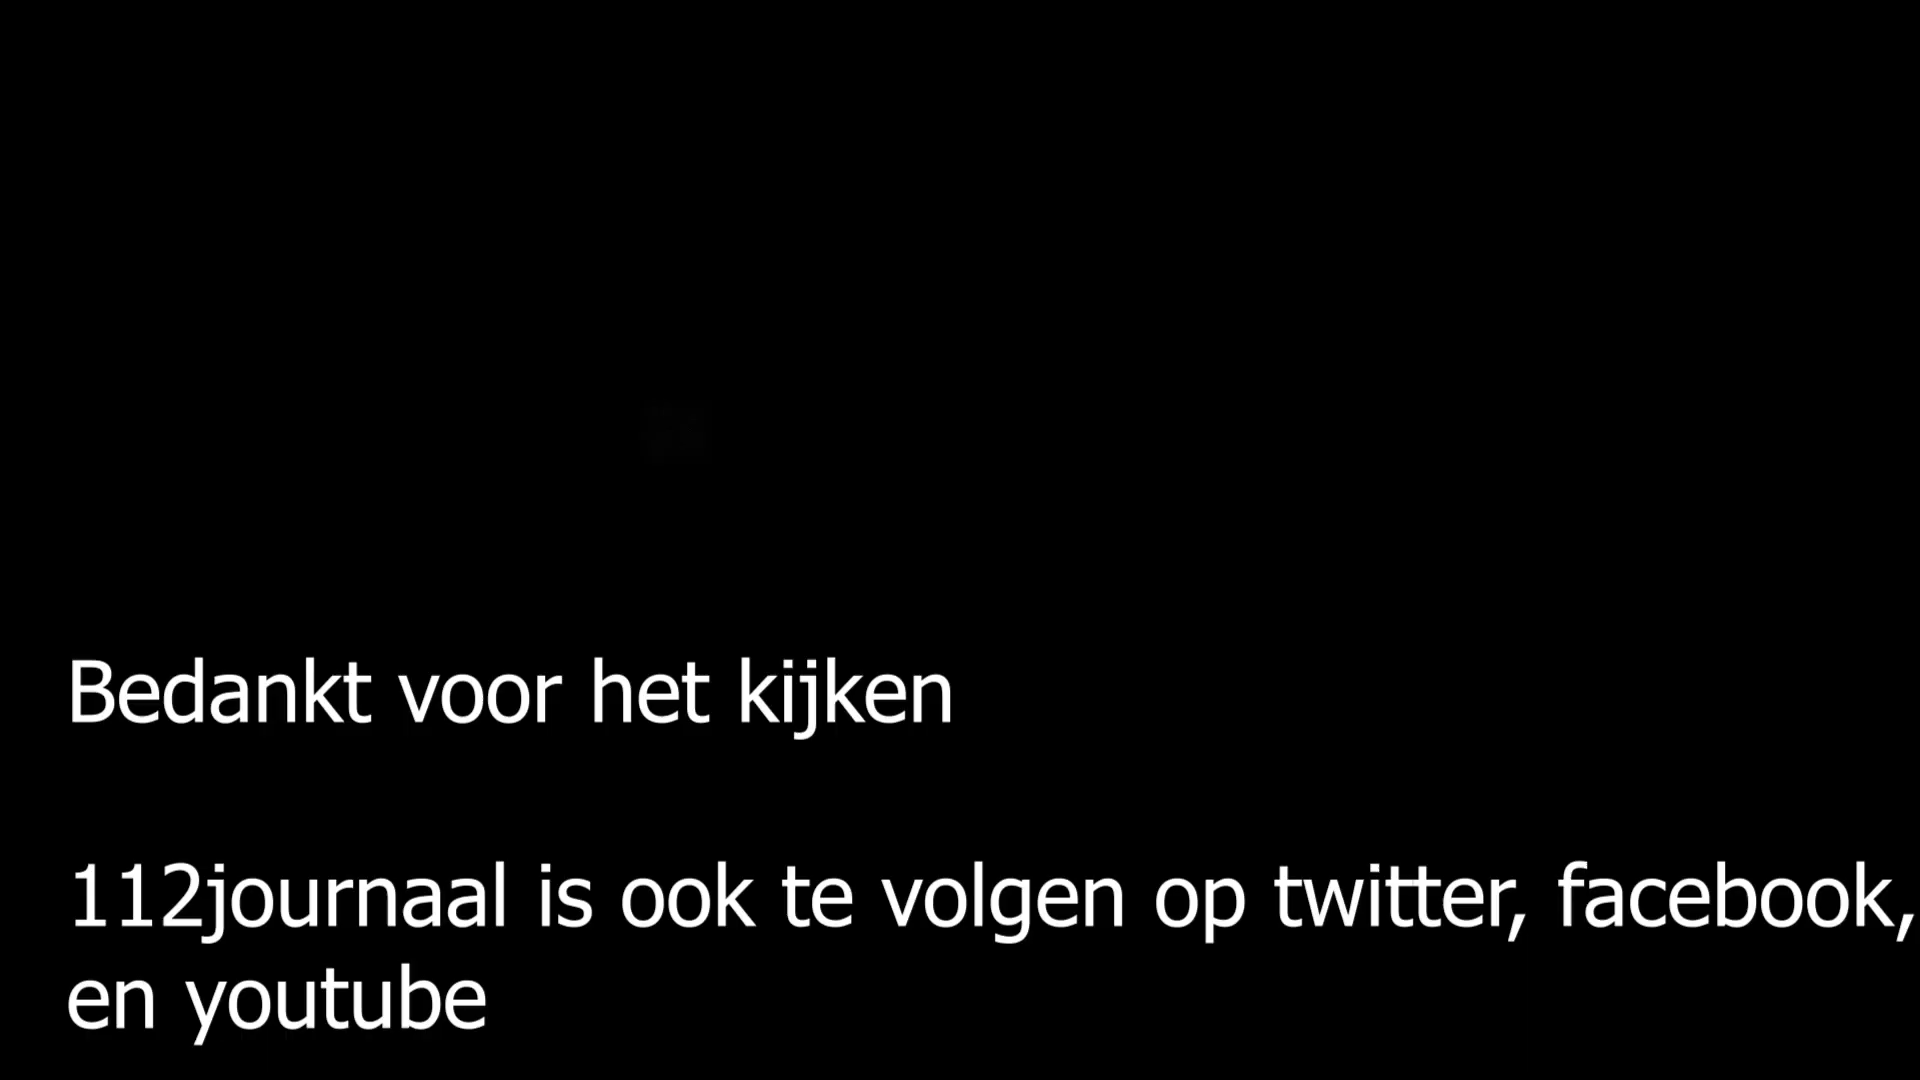 Bedankt voor het kijken
112journaal is ook te volgen op twitter, facebook,
en youtube